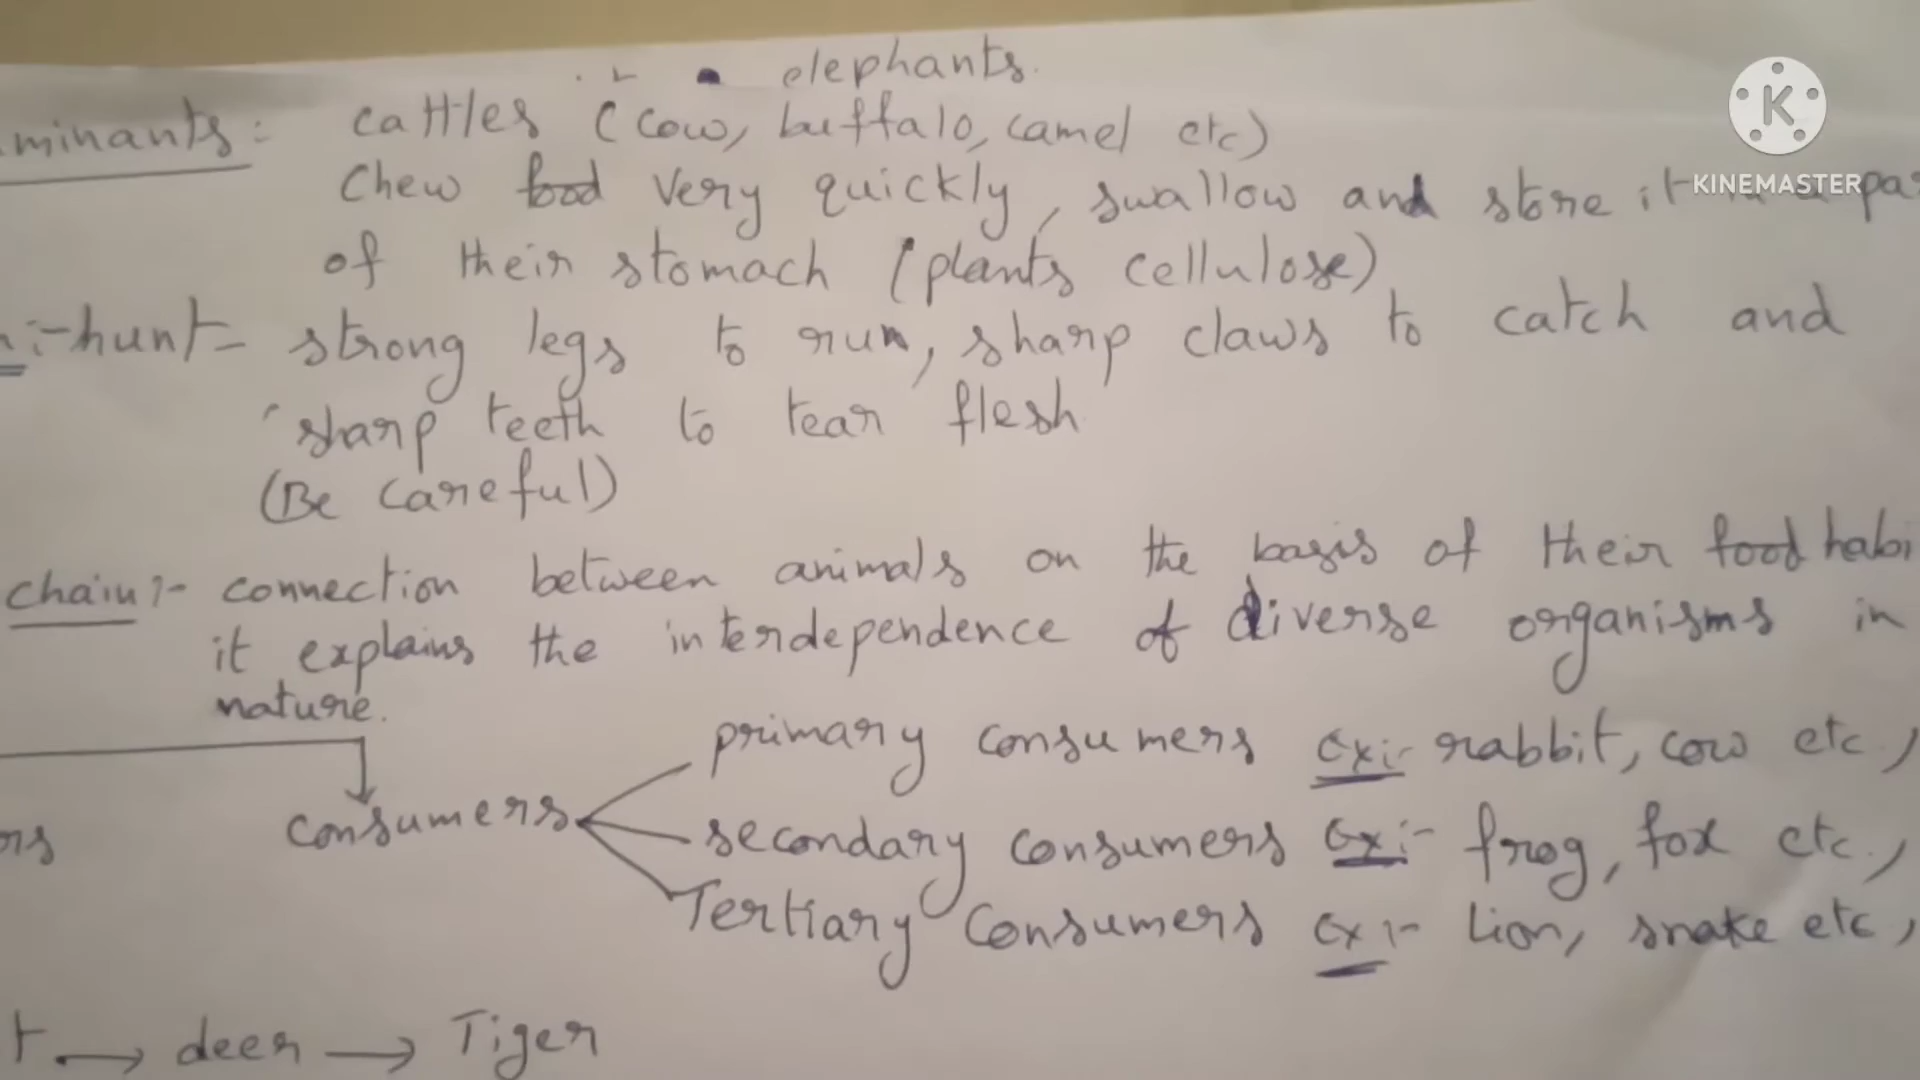 elephants.
minants: cattles (cow, buffalo, camel etc)
Chew food very quickly, swallow and store it
of their stomach (plants cellulose)
:-hunt- strong legs to run, sharp claws to catch and
sharp teeth to tear flesh
(Be careful)
chain:- connection between animals on the basis of their food habi
it explains the interdependence of diverse organisms in
nature.
primary consumers ex:- rabbit, cow etc.,
rs consumers secondary consumers ex:- frog, fox etc.,
Tertiary consumers ex:- Lion, snake etc,
t → deer → Tiger
K
KINEMASTER